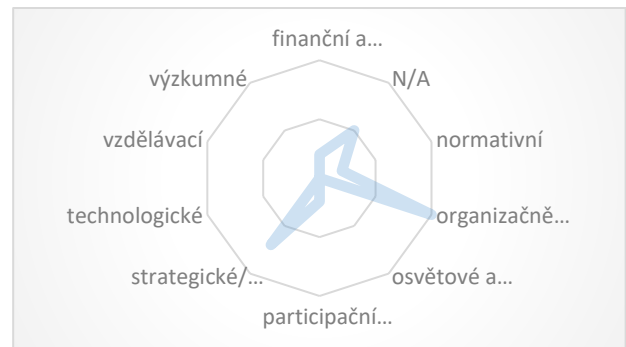 finanční a…
výzkumné
N/A
vzdělávací
normativní
technologické
organizačně…
strategické/…
osvětové a…
participační…